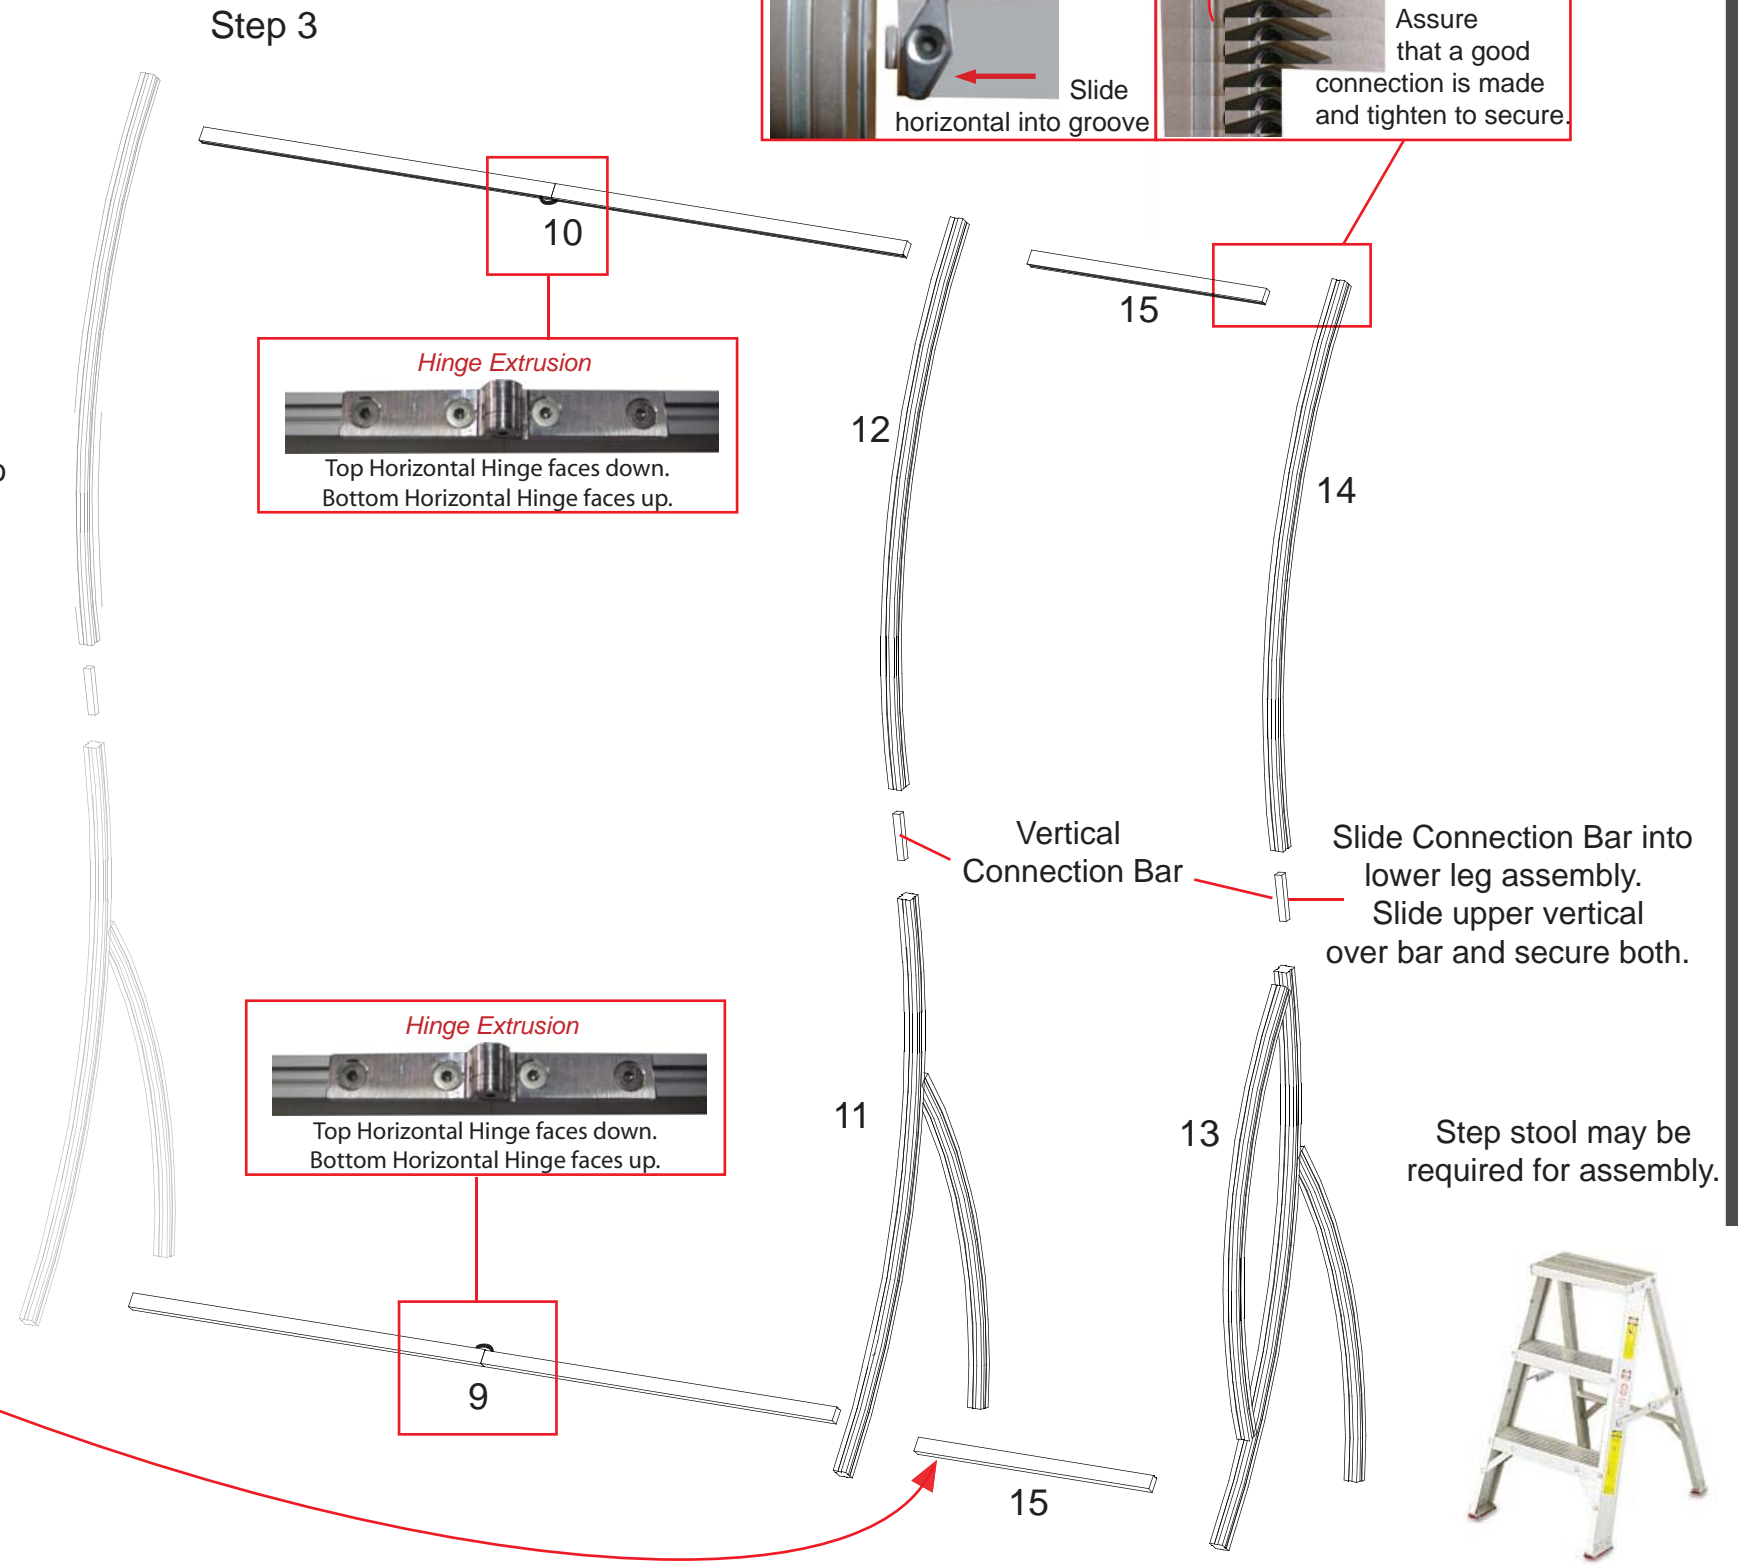 Step 3
Slide
horizontal into groove
Assure
that a good
connection is made
and tighten to secure.
10
15
Hinge Extrusion
Top Horizontal Hinge faces down.
Bottom Horizontal Hinge faces up.
12
14
Vertical
Connection Bar
Slide Connection Bar into
lower leg assembly.
Slide upper vertical
over bar and secure both.
Hinge Extrusion
Top Horizontal Hinge faces down.
Bottom Horizontal Hinge faces up.
11
13
Step stool may be
required for assembly.
9
15